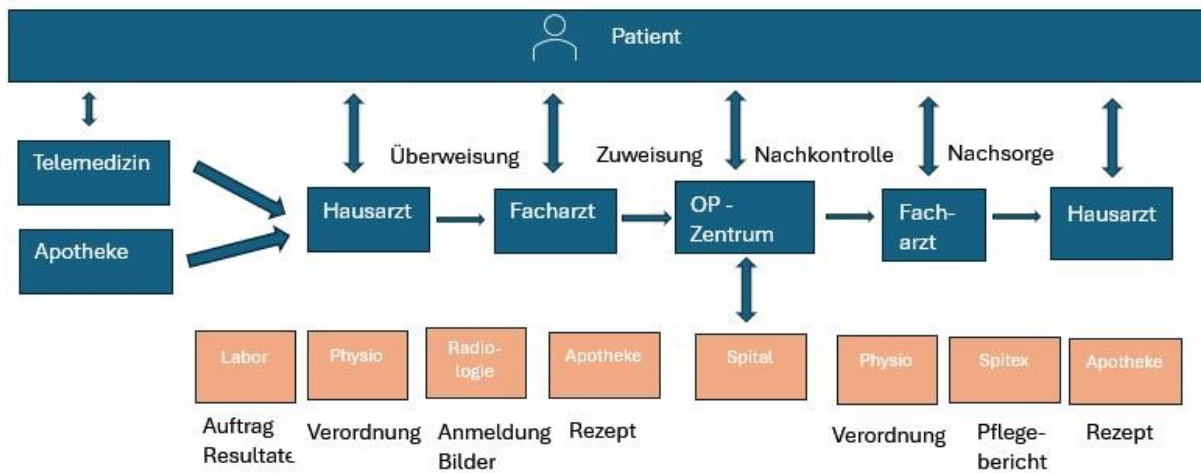 Patient
Telemedizin
Apotheke
Überweisung
Zuweisung
Nachkontrolle
Nachsorge
Hausarzt
Facharzt
OP -
Zentrum
Fach-
arzt
Hausarzt
Labor
Physio
Radio-
logie
Apotheke
Spital
Physio
Spitex
Apotheke
Auftrag
Resultate
Verordnung
Anmeldung
Bilder
Rezept
Verordnung
Pflege-
bericht
Rezept